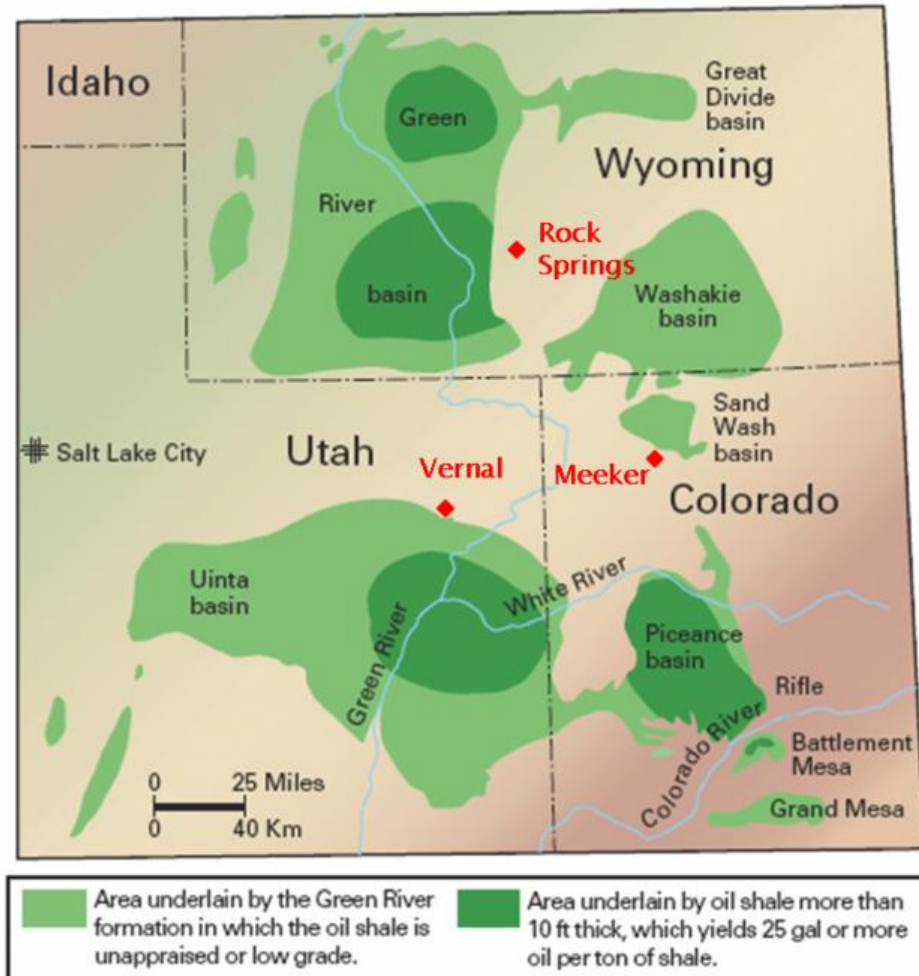 Idaho
Green
River
basin
Great
Divide
basin
Wyoming
Rock
Springs
Washakie
basin
Salt Lake City
Utah
Vernal
Sand
Wash
basin
Meeker
Colorado
Uinta
basin
Green River
White River
Piceance
basin
Rifle
Colorado River
Battlement
Mesa
Grand Mesa
0 25 Miles
0 40 Km
Area underlain by the Green River
formation in which the oil shale is
unappraised or low grade.
Area underlain by oil shale more than
10 ft thick, which yields 25 gal or more
oil per ton of shale.